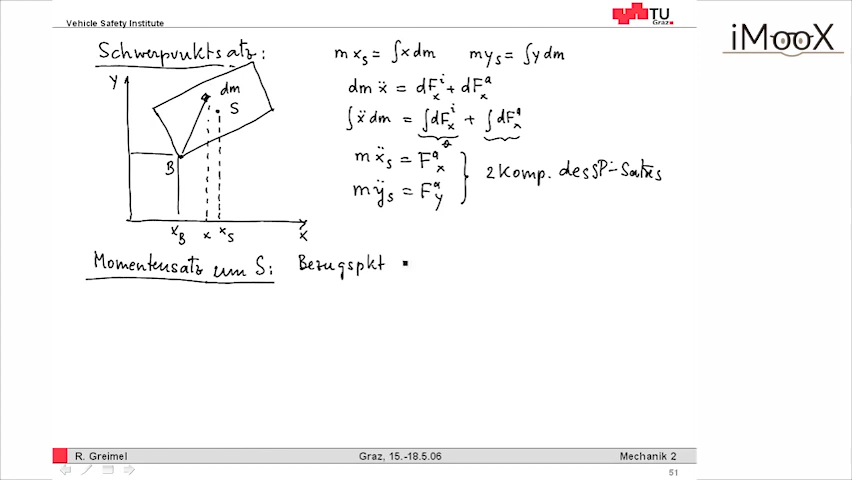 Vehicle Safety Institute
TU Graz
iMooX
Schwerpunktsatz:
m x_S = ∫x dm   m y_S = ∫y dm
dm ẍ = dF_x^i + dF_x^a
∫ẍ dm = ∫dF_x^i + ∫dF_x^a
0
m ẍ_S = F_x^a
m ÿ_S = F_y^a
2 Komp. des SP-Satzes
Y
dm
S
B
x_B x x_S X
Momentensatz um S: Bezugspkt
R. Greimel   Graz, 15.-18.5.06   Mechanik 2
51